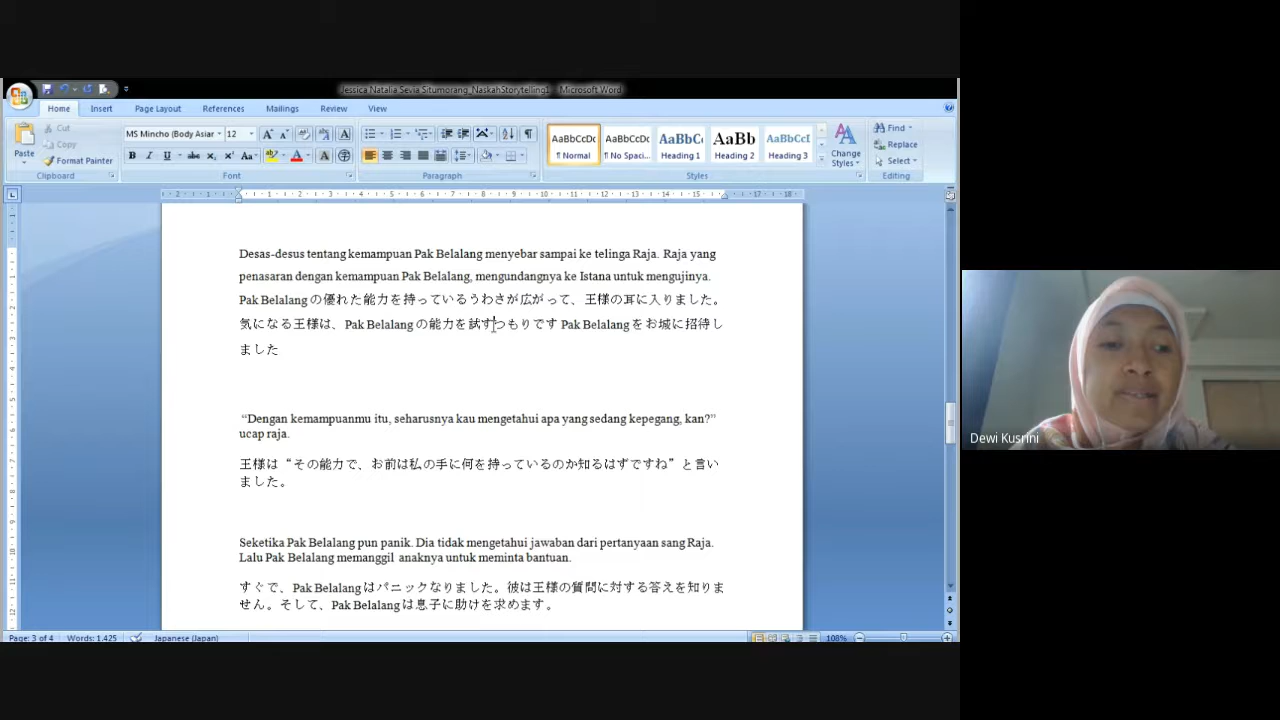 Jessica Natalia Sevia Situmorang_NaskahStorytelling1 - Microsoft Word
Home Insert Page Layout References Mailings Review View
Paste
Cut
Copy
Format Painter
Clipboard
MS Mincho (Body Asian 12
Font
Paragraph
AaBbCcDc AaBbCcDc AaBbC AaBb AaBbCcI
¶ Normal ¶ No Spaci... Heading 1 Heading 2 Heading 3
Change Styles
Styles
Find
Replace
Select
Editing
Desas-desus tentang kemampuan Pak Belalang menyebar sampai ke telinga Raja. Raja yang
penasaran dengan kemampuan Pak Belalang, mengundangnya ke Istana untuk mengujinya.
Pak Belalang の優れた能力を持っているうわさが広がって、王様の耳に入りました。
気になる王様は、Pak Belalang の能力を試すつもりです Pak Belalang をお城に招待し
ました
“Dengan kemampuanmu itu, seharusnya kau mengetahui apa yang sedang kepegang, kan?”
ucap raja.
王様は“その能力で、お前は私の手に何を持っているのか知るはずですね”と言い
ました。
Seketika Pak Belalang pun panik. Dia tidak mengetahui jawaban dari pertanyaan sang Raja.
Lalu Pak Belalang memanggil anaknya untuk meminta bantuan.
すぐで、Pak Belalang はパニックなりました。彼は王様の質問に対する答えを知りま
せん。そして、Pak Belalang は息子に助けを求めます。
Page: 3 of 4 Words: 1.425 Japanese (Japan) 108%
Dewi Kusrini